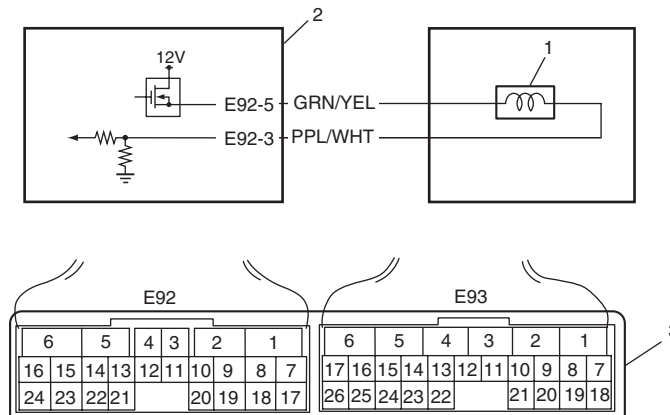 2
1
12V
E92-5 GRN/YEL
E92-3 PPL/WHT
E92 E93
6 5 4 3 2 1 6 5 4 3 2 1
16 15 14 13 12 11 10 9 8 7 17 16 15 14 13 12 11 10 9 8 7
24 23 22 21 20 19 18 17 26 25 24 23 22 21 20 19 18